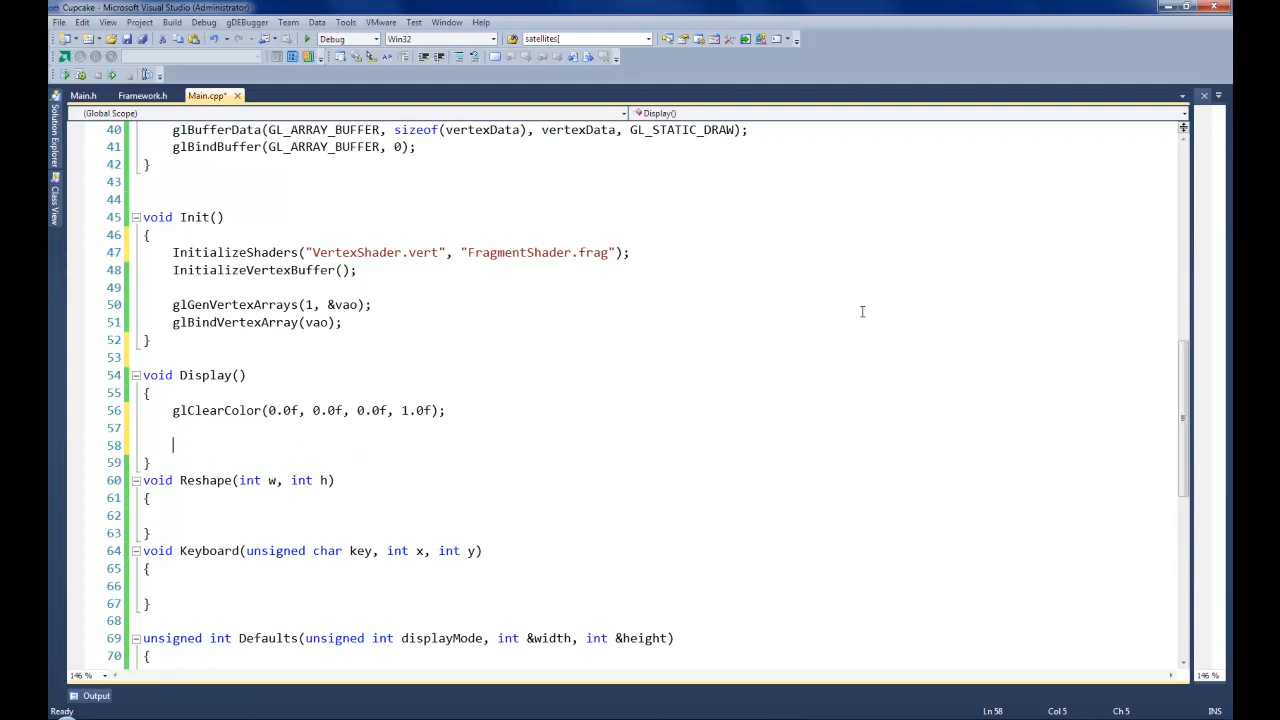 Cupcake - Microsoft Visual Studio (Administrator)
File Edit View Project Build Debug gDEBugger Team Data Tools VMware Test Window Help
Debug Win32 satellites[
Main.h Framework.h Main.cpp*
(Global Scope) Display()
Solution Explorer
Class View
40 glBufferData(GL_ARRAY_BUFFER, sizeof(vertexData), vertexData, GL_STATIC_DRAW);
41 glBindBuffer(GL_ARRAY_BUFFER, 0);
42 }
43
44
45 void Init()
46 {
47 InitializeShaders("VertexShader.vert", "FragmentShader.frag");
48 InitializeVertexBuffer();
49
50 glGenVertexArrays(1, &vao);
51 glBindVertexArray(vao);
52 }
53
54 void Display()
55 {
56 glClearColor(0.0f, 0.0f, 0.0f, 1.0f);
57
58
59 }
60 void Reshape(int w, int h)
61 {
62
63 }
64 void Keyboard(unsigned char key, int x, int y)
65 {
66
67 }
68
69 unsigned int Defaults(unsigned int displayMode, int &width, int &height)
70 {
146 % 146 %
Output
Ln 58 Col 5 Ch 5 INS